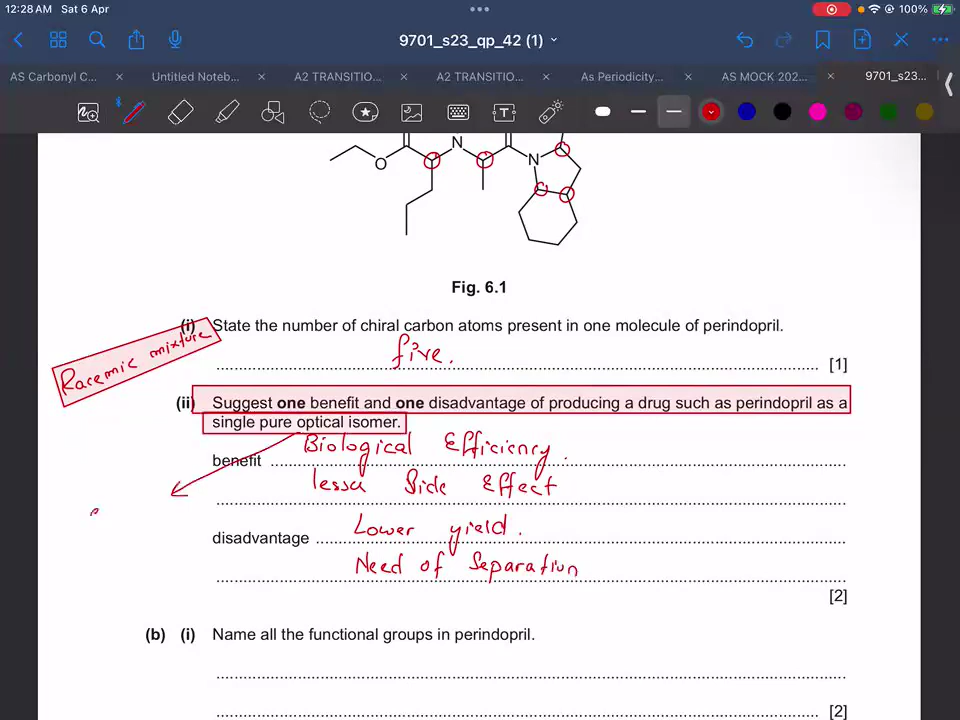 12:28 AM Sat 6 Apr
100%
9701_s23_qp_42 (1)
AS Carbonyl C...
Untitled Noteb...
A2 TRANSITIO...
A2 TRANSITIO...
As Periodicity...
AS MOCK 202...
9701_s23...
N
O
N
Fig. 6.1
Racemic mixture
(i) State the number of chiral carbon atoms present in one molecule of perindopril.
five.
[1]
(ii) Suggest one benefit and one disadvantage of producing a drug such as perindopril as a
single pure optical isomer.
Biological Efficiency.
benefit
lesser Side Effect
Lower yield.
disadvantage
Need of Separation
[2]
(b) (i) Name all the functional groups in perindopril.
[2]